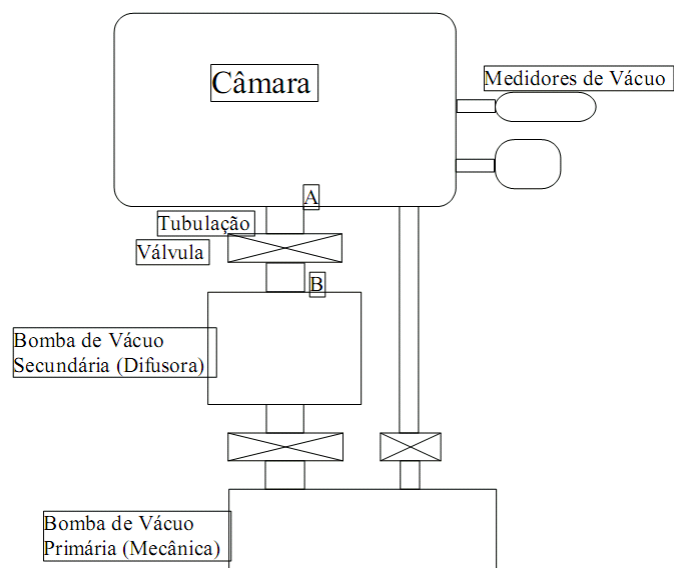 Câmara
Medidores de Vácuo
A
Tubulação
Válvula
B
Bomba de Vácuo
Secundária (Difusora)
Bomba de Vácuo
Primária (Mecânica)